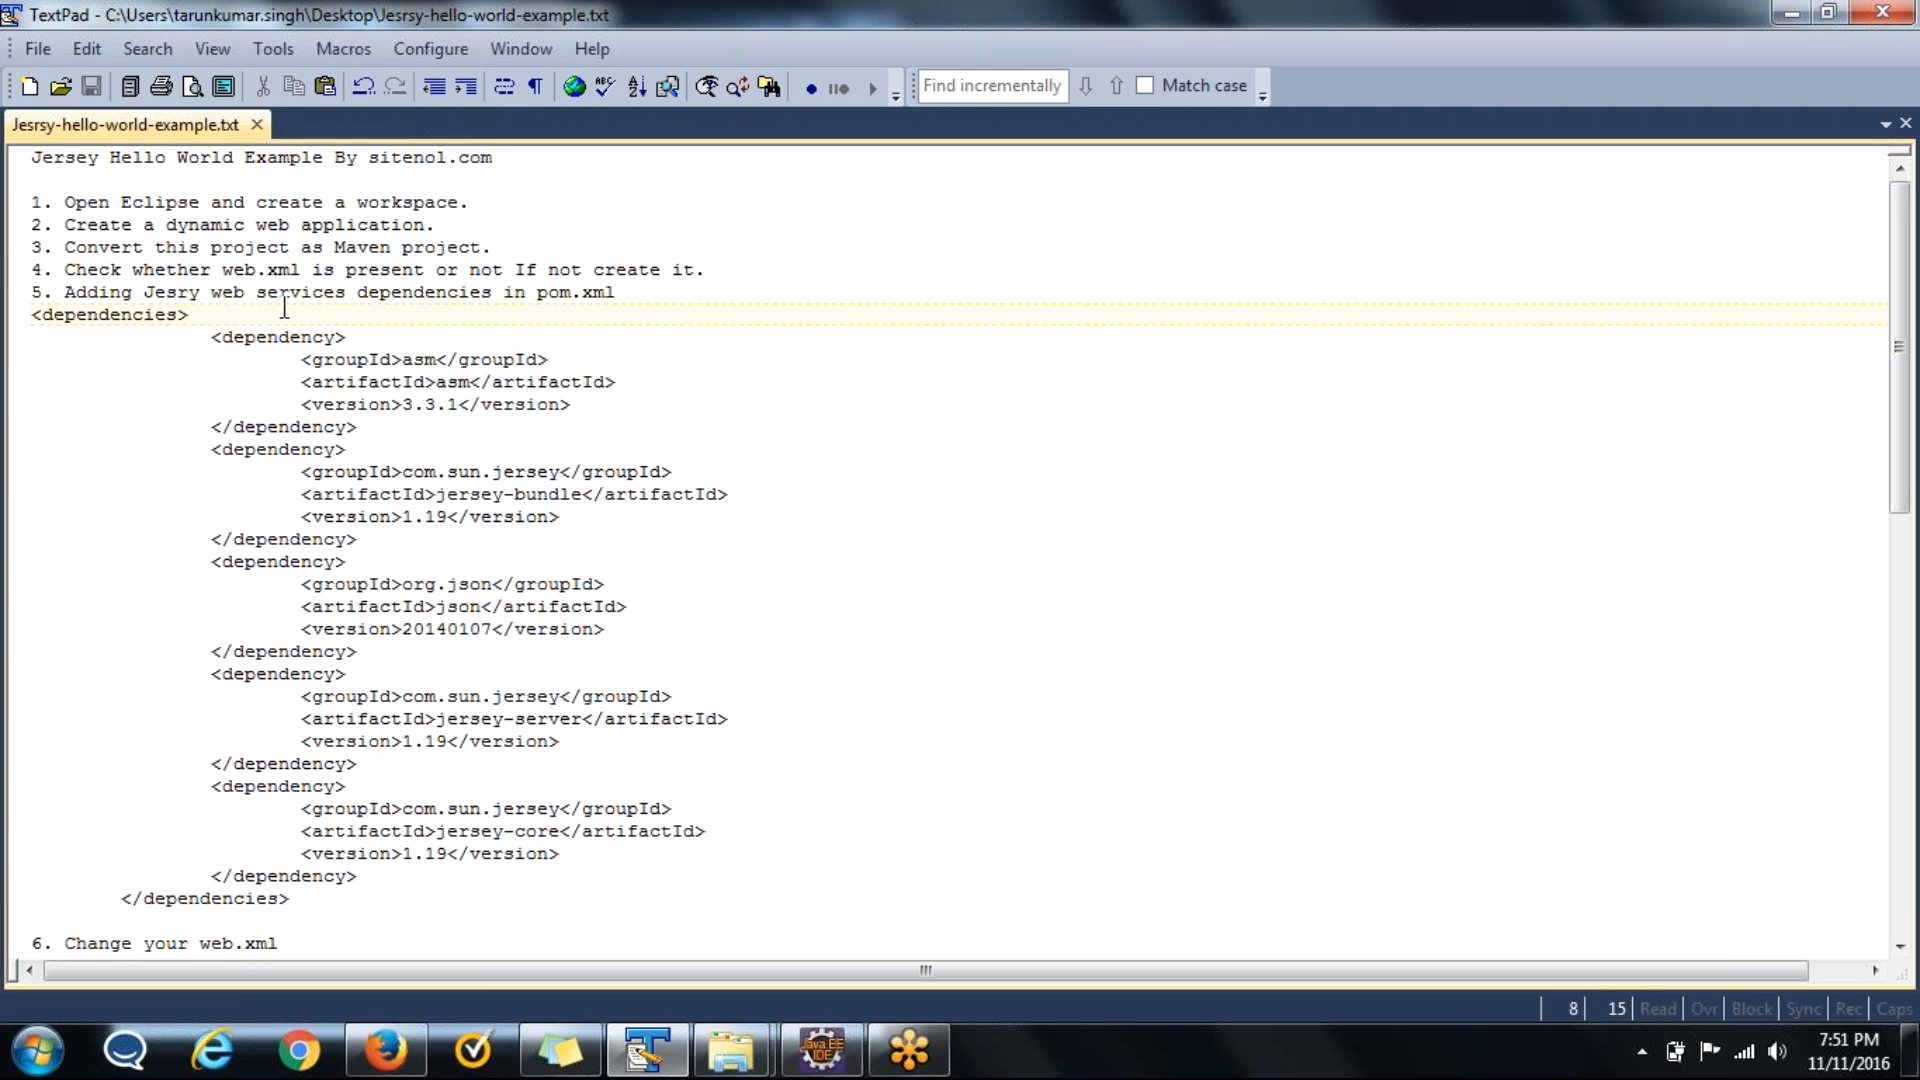 TextPad - C:\Users\tarunkumar.singh\Desktop\Jesrsy-hello-world-example.txt
File Edit Search View Tools Macros Configure Window Help
Find incrementally Match case
Jesrsy-hello-world-example.txt
Jersey Hello World Example By sitenol.com
1. Open Eclipse and create a workspace.
2. Create a dynamic web application.
3. Convert this project as Maven project.
4. Check whether web.xml is present or not If not create it.
5. Adding Jesry web services dependencies in pom.xml
<dependencies>
<dependency>
<groupId>asm</groupId>
<artifactId>asm</artifactId>
<version>3.3.1</version>
</dependency>
<dependency>
<groupId>com.sun.jersey</groupId>
<artifactId>jersey-bundle</artifactId>
<version>1.19</version>
</dependency>
<dependency>
<groupId>org.json</groupId>
<artifactId>json</artifactId>
<version>20140107</version>
</dependency>
<dependency>
<groupId>com.sun.jersey</groupId>
<artifactId>jersey-server</artifactId>
<version>1.19</version>
</dependency>
<dependency>
<groupId>com.sun.jersey</groupId>
<artifactId>jersey-core</artifactId>
<version>1.19</version>
</dependency>
</dependencies>
6. Change your web.xml
8 15 Read Ovr Block Sync Rec Caps
Java EE
IDE
7:51 PM
11/11/2016